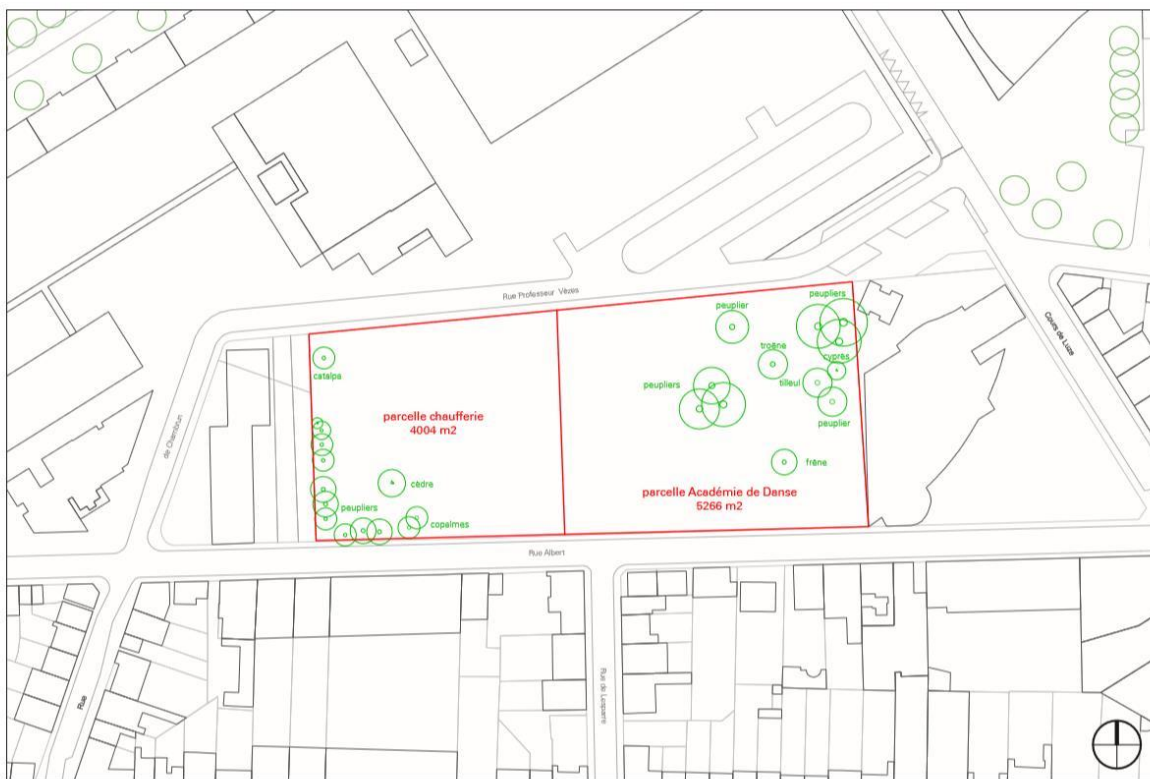 Rue Professeur Vèzes
peupliers
peuplier
troëne
cyprès
tilleul
peupliers
peuplier
catalpa
parcelle chaufferie
4004 m2
cèdre
frêne
parcelle Académie de Danse
5266 m2
peupliers
copalmes
Rue Albert
de Chambrun
Rue
Rue de Lesparre
Cours de Luze